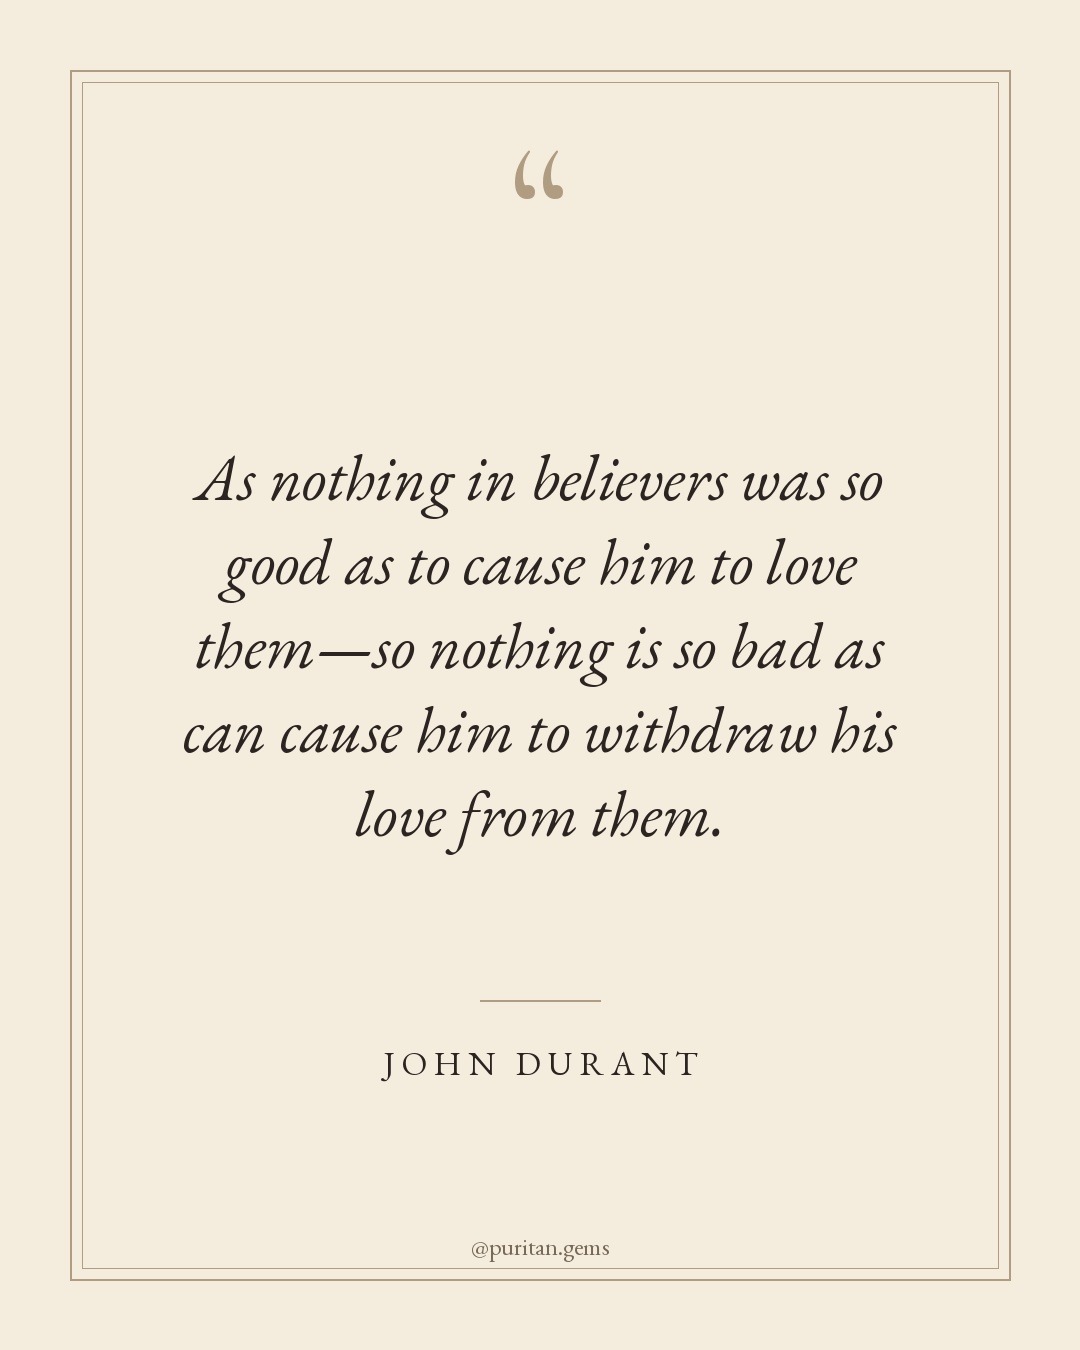 “
As nothing in believers was so
good as to cause him to love
them—so nothing is so bad as
can cause him to withdraw his
love from them.
JOHN DURANT
@puritan.gems